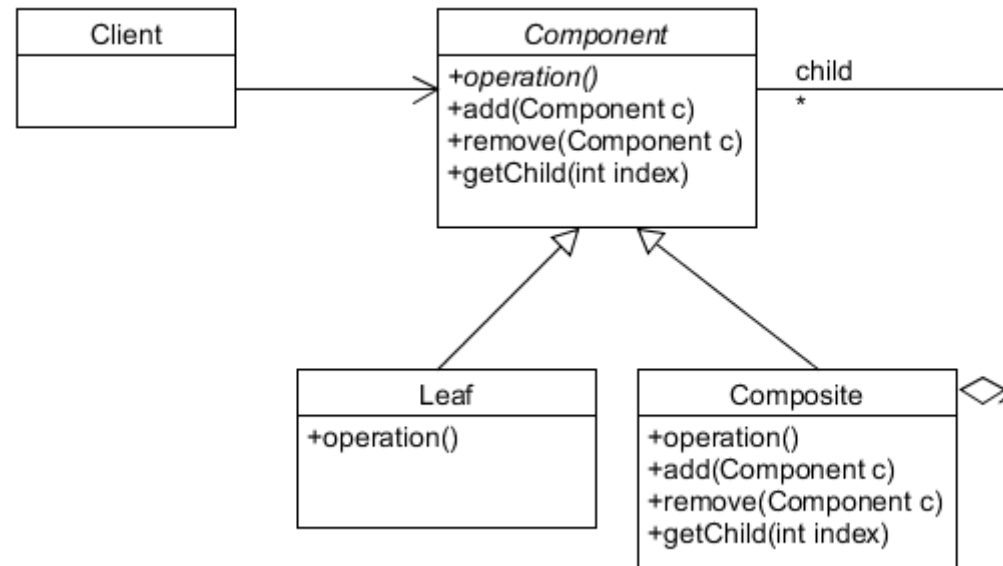 Client
Component
+operation()
+add(Component c)
+remove(Component c)
+getChild(int index)
child
*
Leaf
+operation()
Composite
+operation()
+add(Component c)
+remove(Component c)
+getChild(int index)